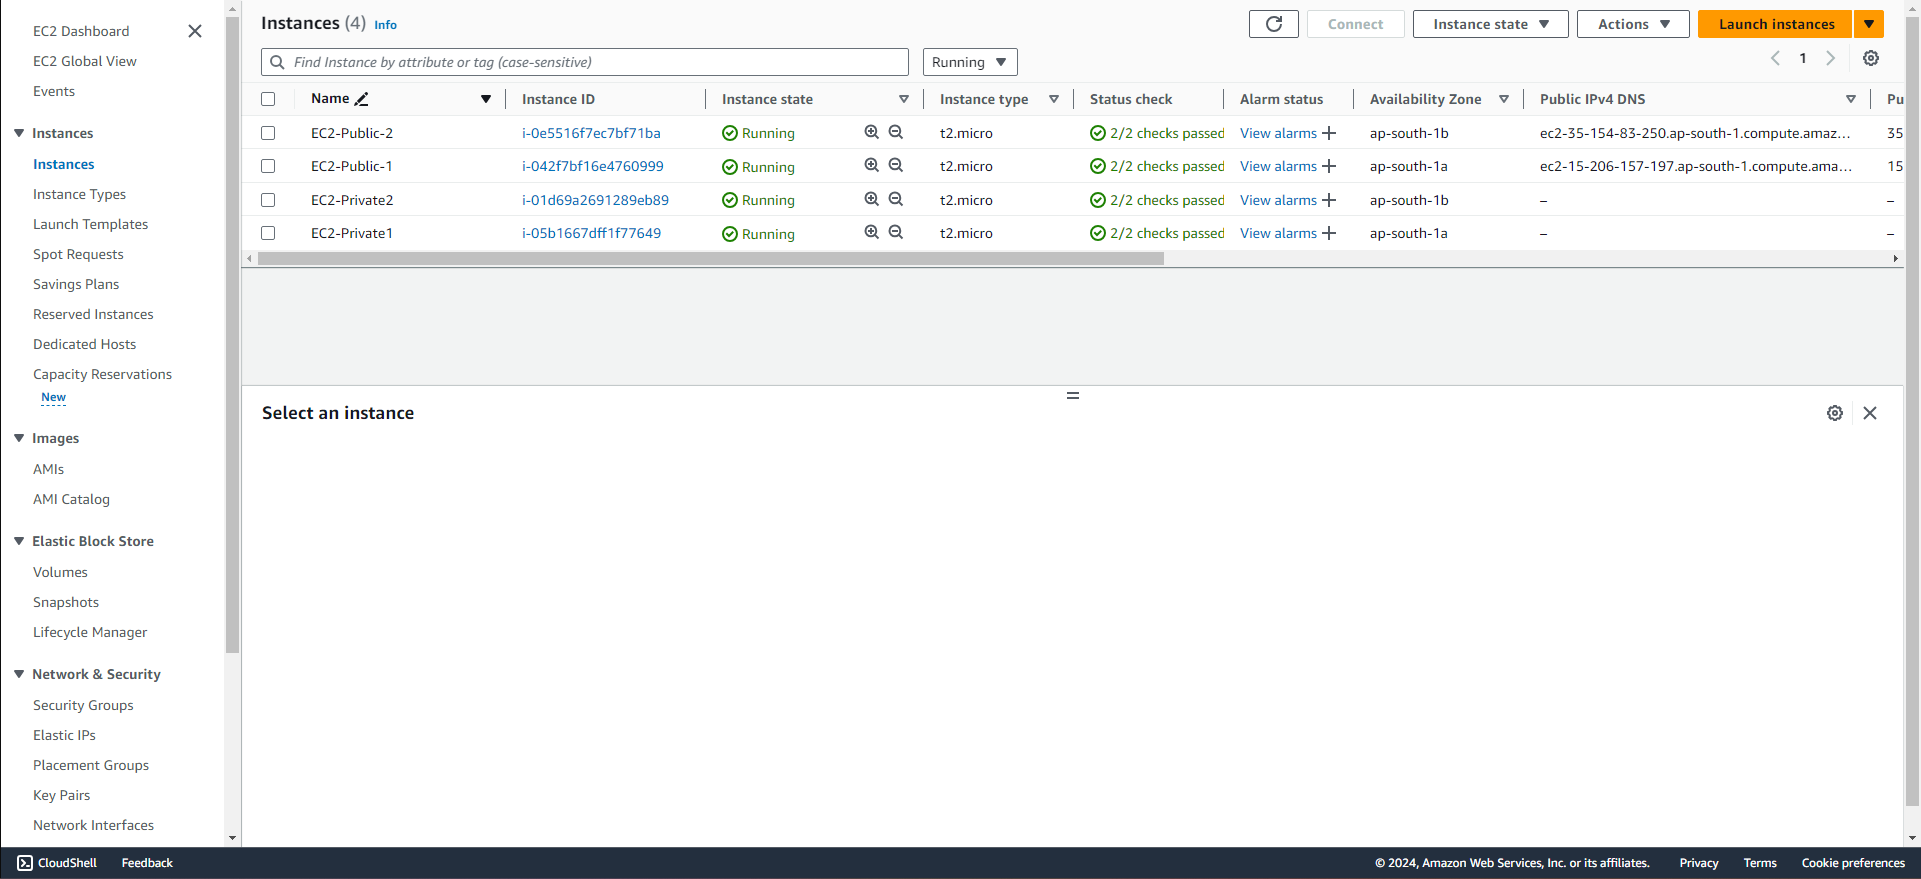 EC2 Dashboard
EC2 Global View
Events
Instances
Instances
Instance Types
Launch Templates
Spot Requests
Savings Plans
Reserved Instances
Dedicated Hosts
Capacity Reservations
New
Images
AMIs
AMI Catalog
Elastic Block Store
Volumes
Snapshots
Lifecycle Manager
Network & Security
Security Groups
Elastic IPs
Placement Groups
Key Pairs
Network Interfaces
Instances (4) Info
Connect Instance state Actions Launch instances
Find Instance by attribute or tag (case-sensitive) Running 1
Name Instance ID Instance state Instance type Status check Alarm status Availability Zone Public IPv4 DNS Pu
EC2-Public-2 i-0e5516f7ec7bf71ba Running t2.micro 2/2 checks passed View alarms + ap-south-1b ec2-35-154-83-250.ap-south-1.compute.amaz... 35
EC2-Public-1 i-042f7bf16e4760999 Running t2.micro 2/2 checks passed View alarms + ap-south-1a ec2-15-206-157-197.ap-south-1.compute.ama... 15
EC2-Private2 i-01d69a2691289eb89 Running t2.micro 2/2 checks passed View alarms + ap-south-1b – –
EC2-Private1 i-05b1667dff1f77649 Running t2.micro 2/2 checks passed View alarms + ap-south-1a – –
Select an instance
CloudShell Feedback © 2024, Amazon Web Services, Inc. or its affiliates. Privacy Terms Cookie preferences